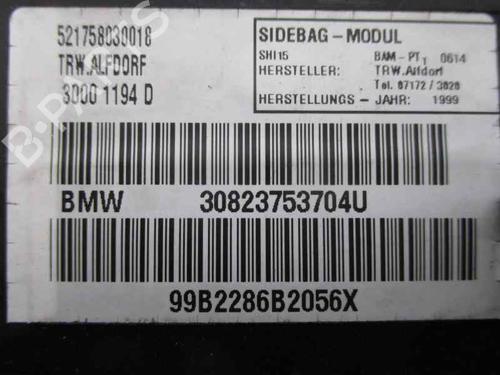 521758030018
TRW.ALFDORF
3000 1194 D
SIDEBAG-MODUL
SHI15 BAM-PT1 0614
HERSTELLER: TRW.Alfdorf
Tel. 07172 / 3020
HERSTELLUNGS - JAHR: 1999
BMW 30823753704U
99B2286B2056X
B-PARTS